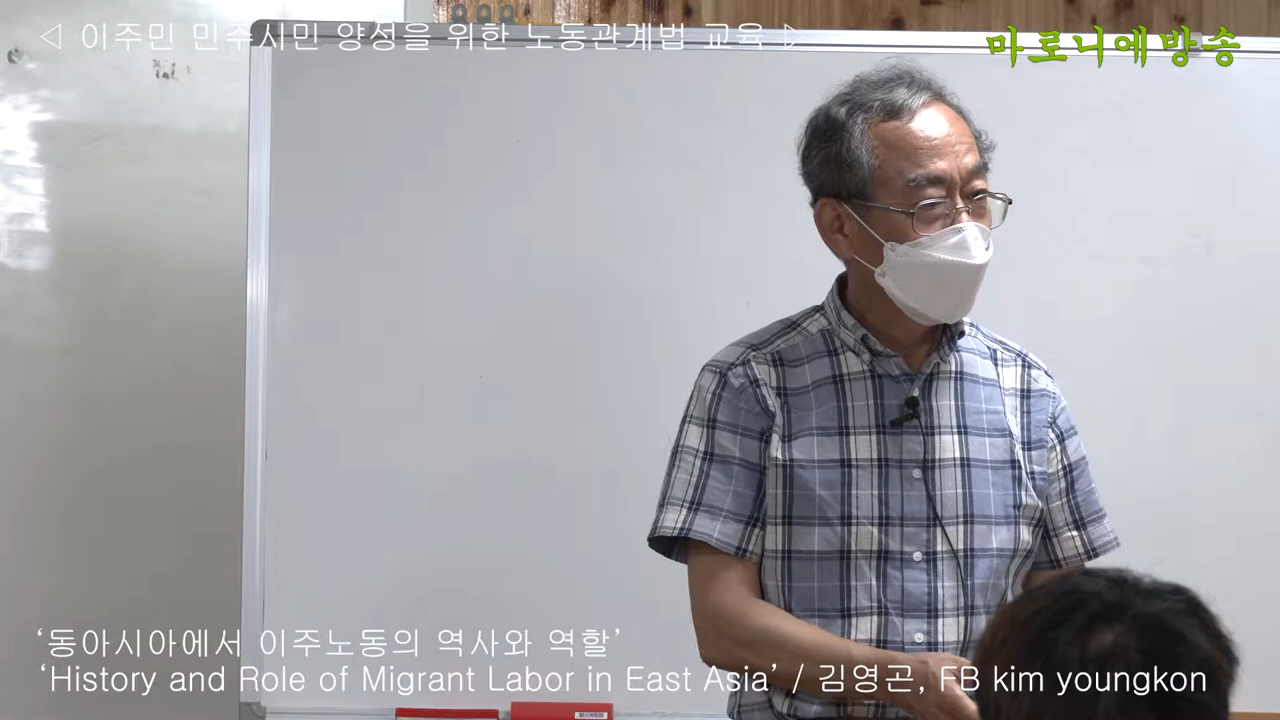 ◁ 이주민 민주시민 양성을 위한 노동관계법 교육 ▷
마로니에방송
‘동아시아에서 이주노동의 역사와 역할’
‘History and Role of Migrant Labor in East Asia’ / 김영곤, FB kim youngkon